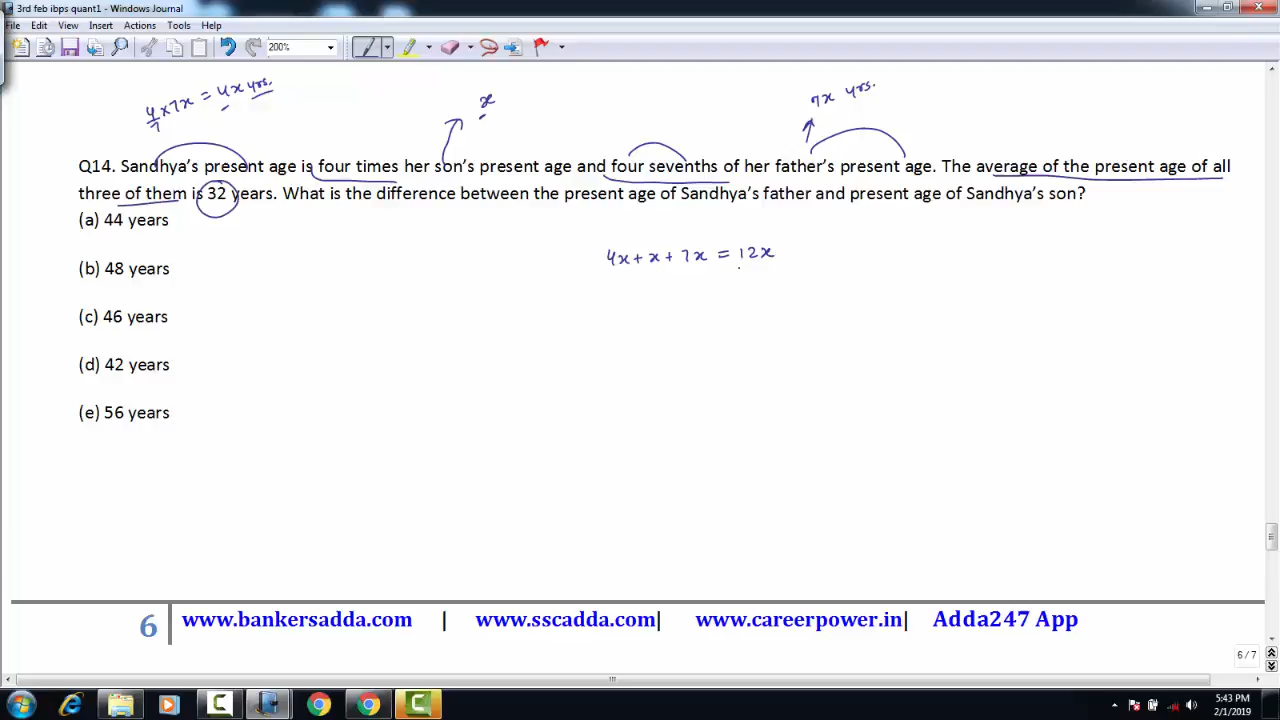 3rd feb ibps quant1 - Windows Journal
File Edit View Insert Actions Tools Help
200%
4/7 x 7x = 4x yrs.
x
7x yrs.
Q14. Sandhya's present age is four times her son's present age and four sevenths of her father's present age. The average of the present age of all
three of them is 32 years. What is the difference between the present age of Sandhya's father and present age of Sandhya's son?
(a) 44 years
4x + x + 7x = 12x
(b) 48 years
(c) 46 years
(d) 42 years
(e) 56 years
6 www.bankersadda.com | www.sscadda.com| www.careerpower.in| Adda247 App
6 / 7
5:43 PM
2/1/2019